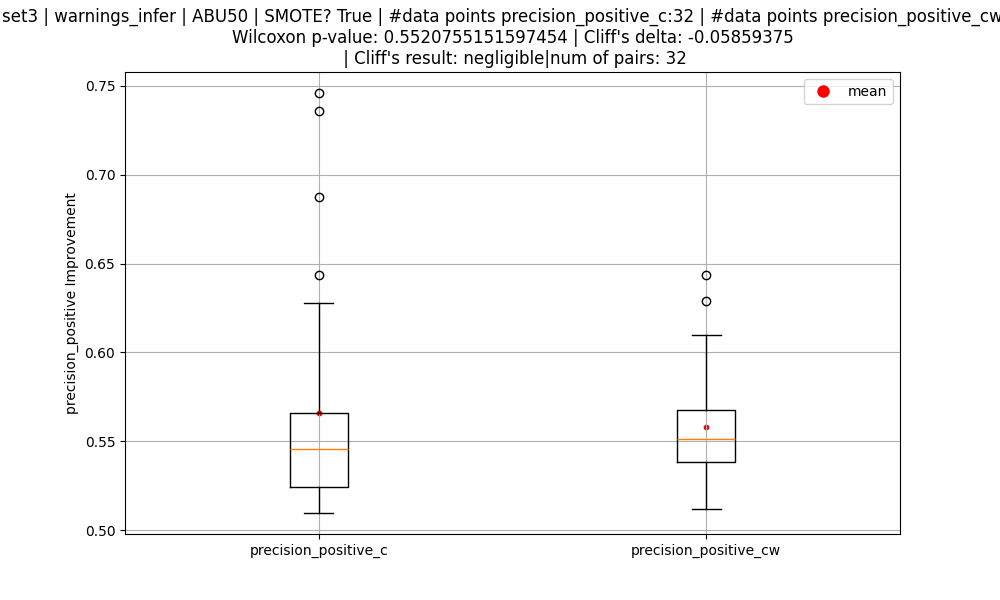 set3 | warnings_infer | ABU50 | SMOTE? True | #data points precision_positive_c:32 | #data points precision_positive_cw
Wilcoxon p-value: 0.5520755151597454 | Cliff's delta: -0.05859375
| Cliff's result: negligible|num of pairs: 32
mean
0.75
0.70
0.65
0.60
0.55
0.50
precision_positive Improvement
precision_positive_c
precision_positive_cw